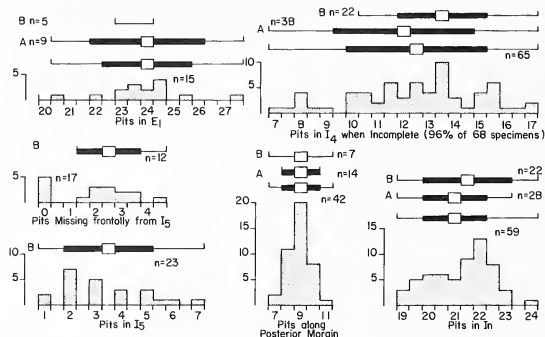 B n=5
A n=9
n=15
5
20 21 22 23 24 25 26 27
Pits in E1
B n=22
A n=38
n=65
10
5
7 8 9 10 11 12 13 14 15 16 17
Pits in I4 when Incomplete (96% of 68 specimens)
B n=12
n=17
5
0 1 2 3 4 5
Pits Missing frontally from I5
B n=23
5
1 2 3 4 5 6 7
Pits in I5
B n=7
A n=14
n=42
20
15
10
5
7 8 9 10 11
Pits along
Posterior Margin
B n=22
A n=28
n=59
15
10
5
19 20 21 22 23 24
Pits in In